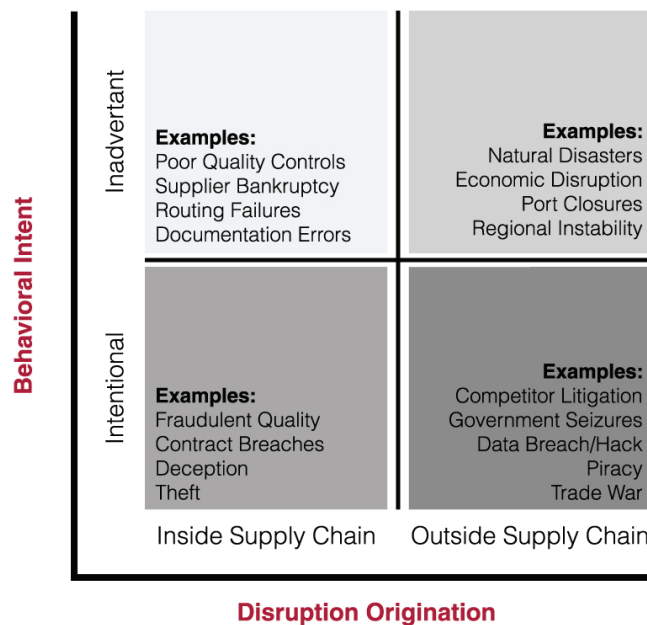 Behavioral Intent
Inadvertant
Examples:
Poor Quality Controls
Supplier Bankruptcy
Routing Failures
Documentation Errors
Examples:
Natural Disasters
Economic Disruption
Port Closures
Regional Instability
Intentional
Examples:
Fraudulent Quality
Contract Breaches
Deception
Theft
Examples:
Competitor Litigation
Government Seizures
Data Breach/Hack
Piracy
Trade War
Inside Supply Chain
Outside Supply Chain
Disruption Origination